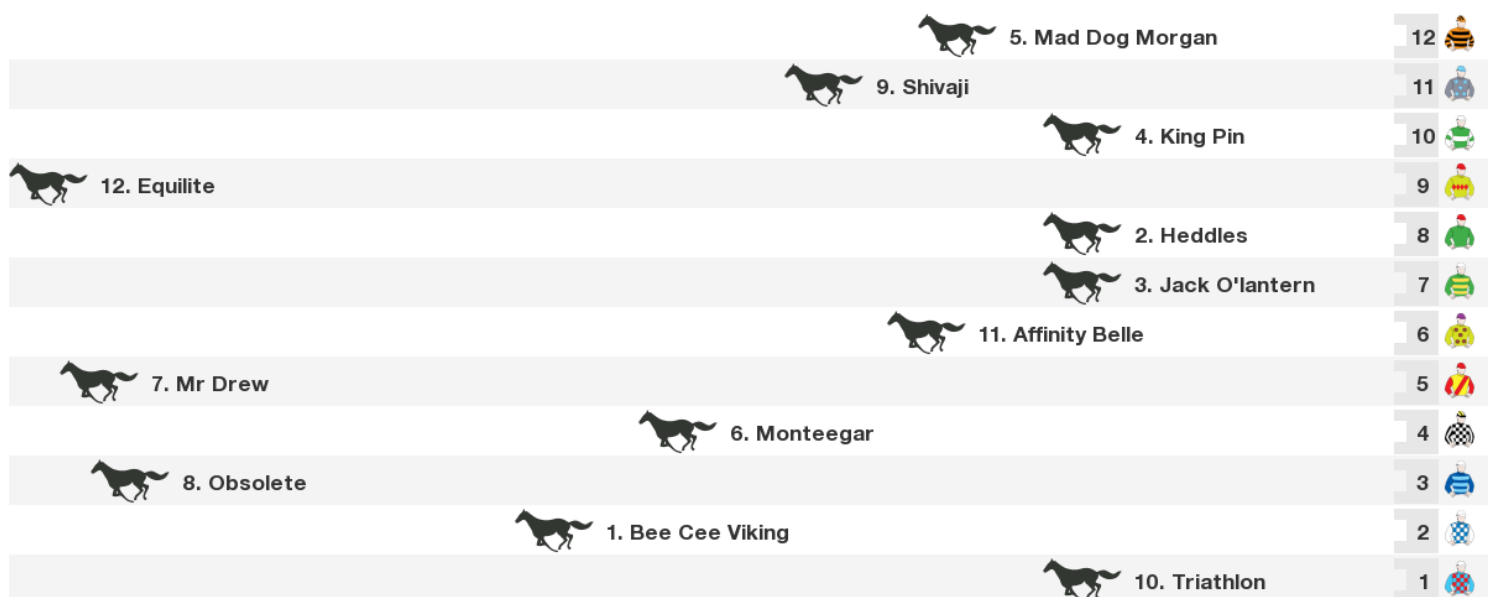 5. Mad Dog Morgan 12
9. Shivaji 11
4. King Pin 10
12. Equilite 9
2. Heddles 8
3. Jack O'lantern 7
11. Affinity Belle 6
7. Mr Drew 5
6. Monteegar 4
8. Obsolete 3
1. Bee Cee Viking 2
10. Triathlon 1